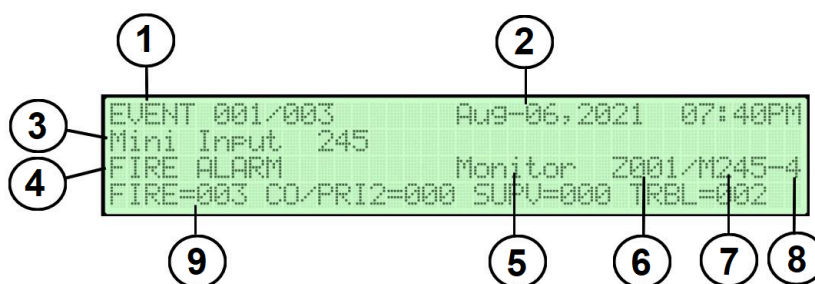 1 2
EVENT 001/003 Aug-06,2021 07:40PM
3 Mini Input 245
4 FIRE ALARM Monitor Z001/M245-4
FIRE=003 CO/PRI2=000 SUPV=000 TRBL=002
9 5 6 7 8